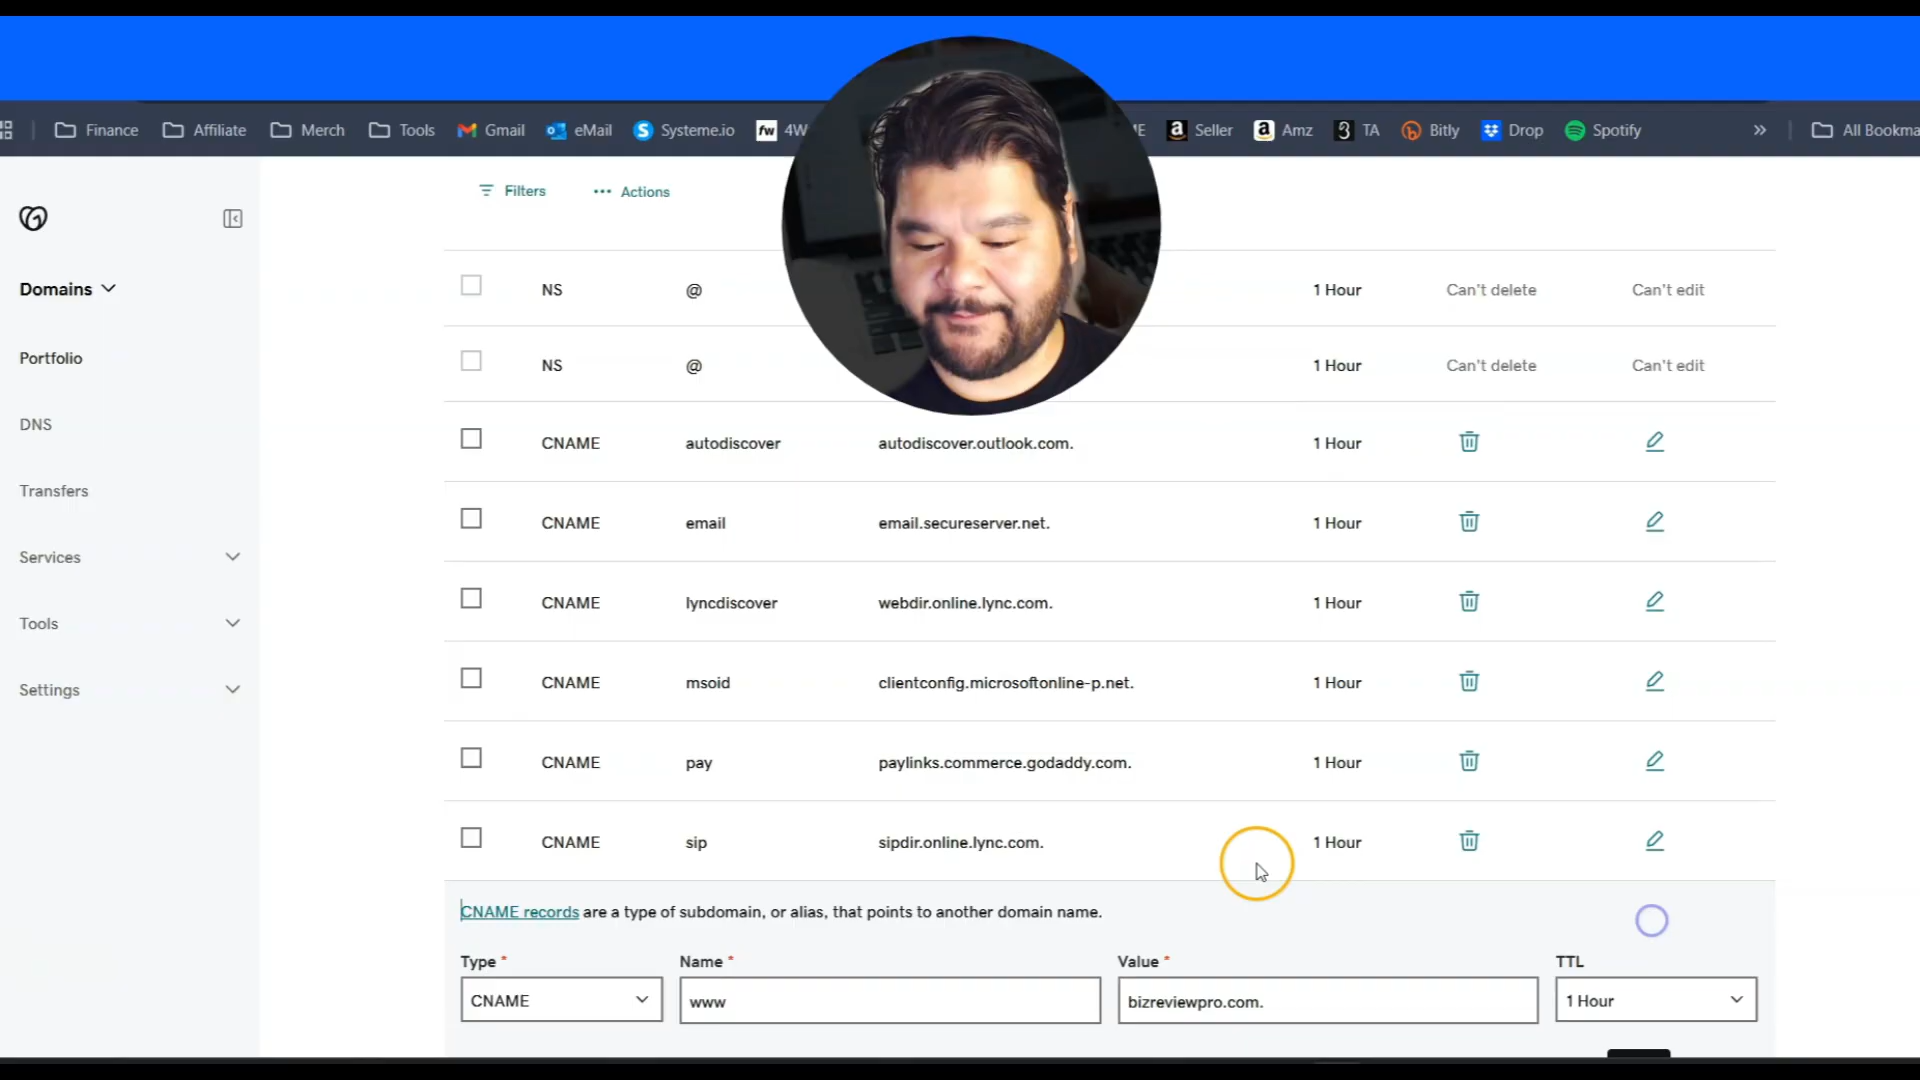 Finance Affiliate Merch Tools Gmail eMail Systeme.io fw 4W Seller Amz TA Bitly Drop Spotify » All Bookma
Filters ••• Actions
Domains
Portfolio
DNS
Transfers
Services
Tools
Settings
NS @ 1 Hour Can't delete Can't edit
NS @ 1 Hour Can't delete Can't edit
CNAME autodiscover autodiscover.outlook.com. 1 Hour
CNAME email email.secureserver.net. 1 Hour
CNAME lyncdiscover webdir.online.lync.com. 1 Hour
CNAME msoid clientconfig.microsoftonline-p.net. 1 Hour
CNAME pay paylinks.commerce.godaddy.com. 1 Hour
CNAME sip sipdir.online.lync.com. 1 Hour
CNAME records are a type of subdomain, or alias, that points to another domain name.
Type * Name * Value * TTL
CNAME www bizreviewpro.com. 1 Hour